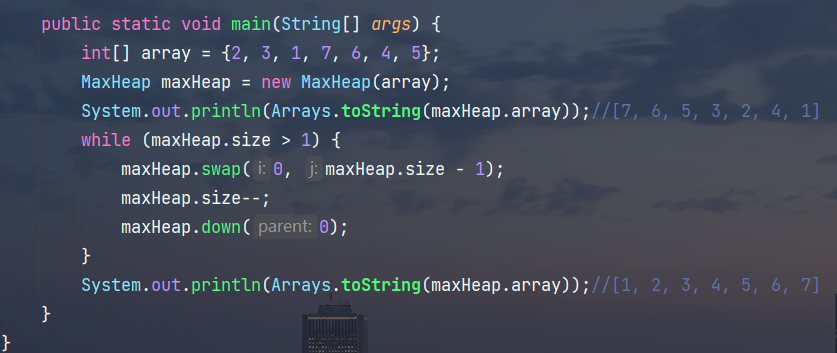 public static void main(String[] args) {
int[] array = {2, 3, 1, 7, 6, 4, 5};
MaxHeap maxHeap = new MaxHeap(array);
System.out.println(Arrays.toString(maxHeap.array));//[7, 6, 5, 3, 2, 4, 1]
while (maxHeap.size > 1) {
maxHeap.swap( i: 0, j: maxHeap.size - 1);
maxHeap.size--;
maxHeap.down( parent: 0);
}
System.out.println(Arrays.toString(maxHeap.array));//[1, 2, 3, 4, 5, 6, 7]
}
}